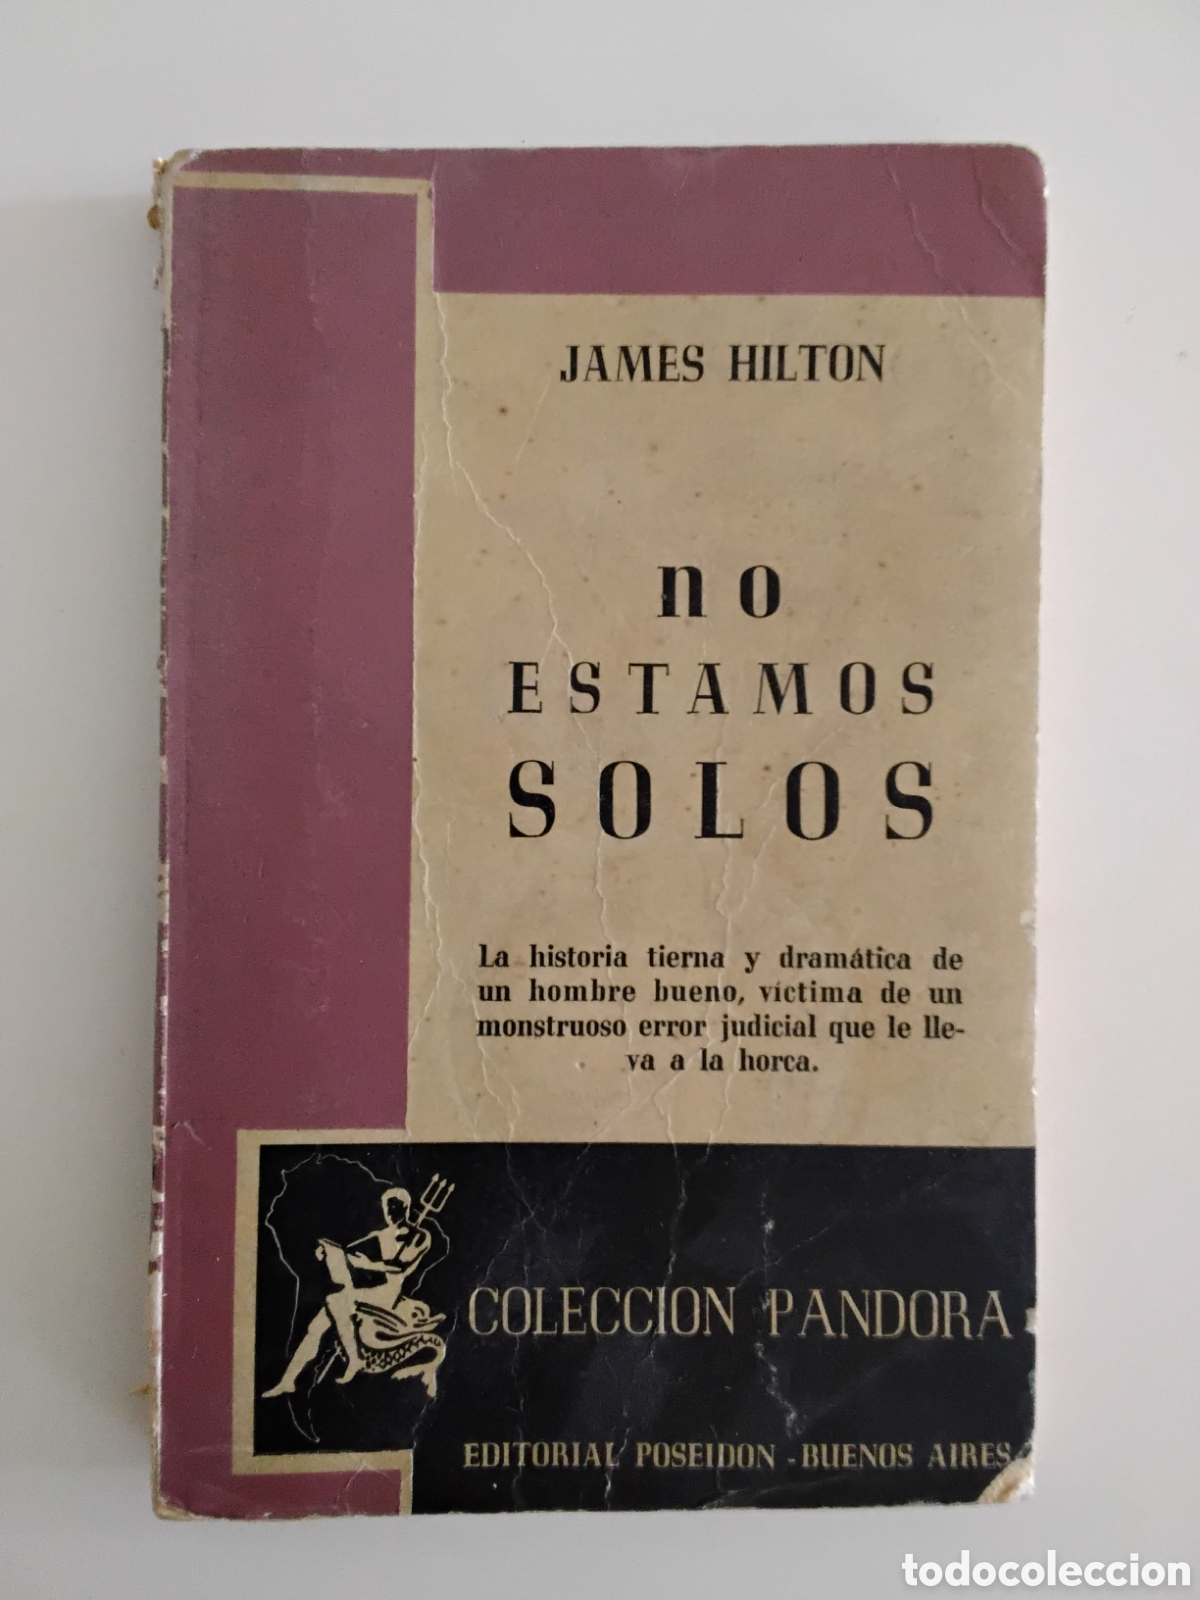 JAMES HILTON
no
ESTAMOS
SOLOS
La historia tierna y dramática de
un hombre bueno, víctima de un
monstruoso error judicial que le lle-
va a la horca.
COLECCION PANDORA
EDITORIAL POSEIDON - BUENOS AIRES
todocoleccion